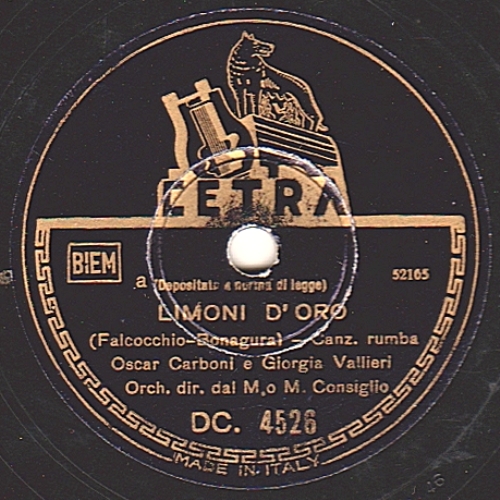 CETRA
BIEM
52165
a (Depositato a norma di legge)
LIMONI D'ORO
(Falcocchio-Bonagura) - Canz. rumba
Oscar Carboni e Giorgia Vallieri
Orch. dir. dal M.o M. Consiglio
DC. 4526
MADE IN ITALY